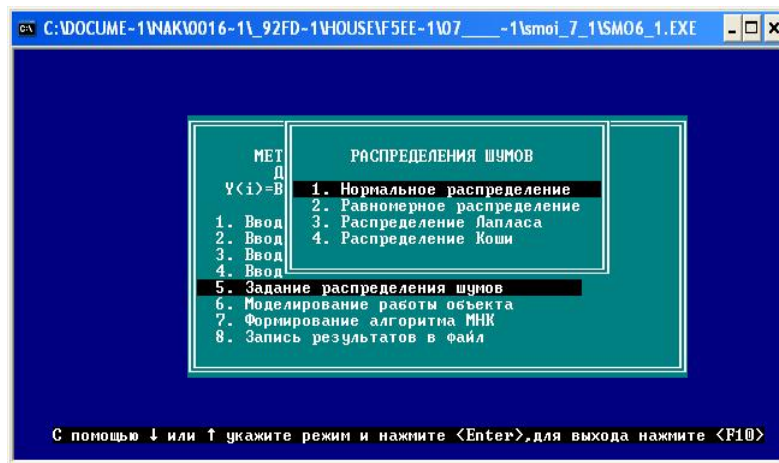 C:\DOCUME~1\NAK\0016~1\_92FD~1\HOUSE\F5EE~1\07____~1\smoi_7_1\SMO6_1.EXE
РАСПРЕДЕЛЕНИЯ ШУМОВ
1. Нормальное распределение
2. Равномерное распределение
3. Распределение Лапласа
4. Распределение Коши
МЕТ
Д
Y(i)=B
1. Ввод
2. Ввод
3. Ввод
4. Ввод
5. Задание распределения шумов
6. Моделирование работы объекта
7. Формирование алгоритма МНК
8. Запись результатов в файл
С помощью ↓ или ↑ укажите режим и нажмите <Enter>,для выхода нажмите <F10>